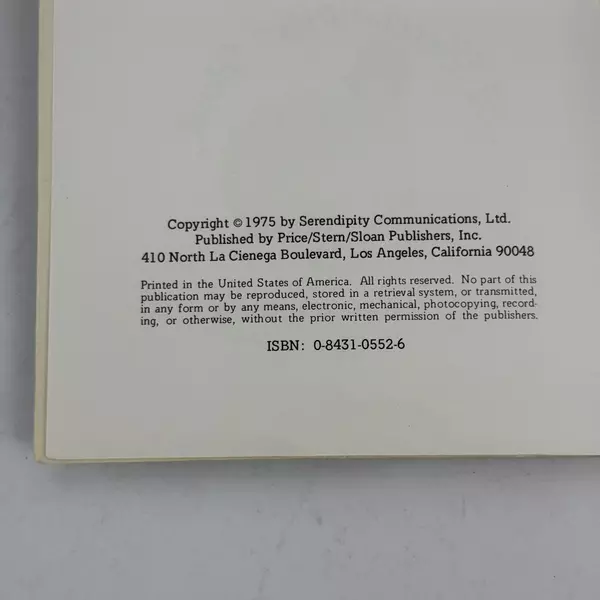 Copyright © 1975 by Serendipity Communications, Ltd.
Published by Price/Stern/Sloan Publishers, Inc.
410 North La Cienega Boulevard, Los Angeles, California 90048
Printed in the United States of America. All rights reserved. No part of this
publication may be reproduced, stored in a retrieval system, or transmitted,
in any form or by any means, electronic, mechanical, photocopying, record-
ing, or otherwise, without the prior written permission of the publishers.
ISBN: 0-8431-0552-6